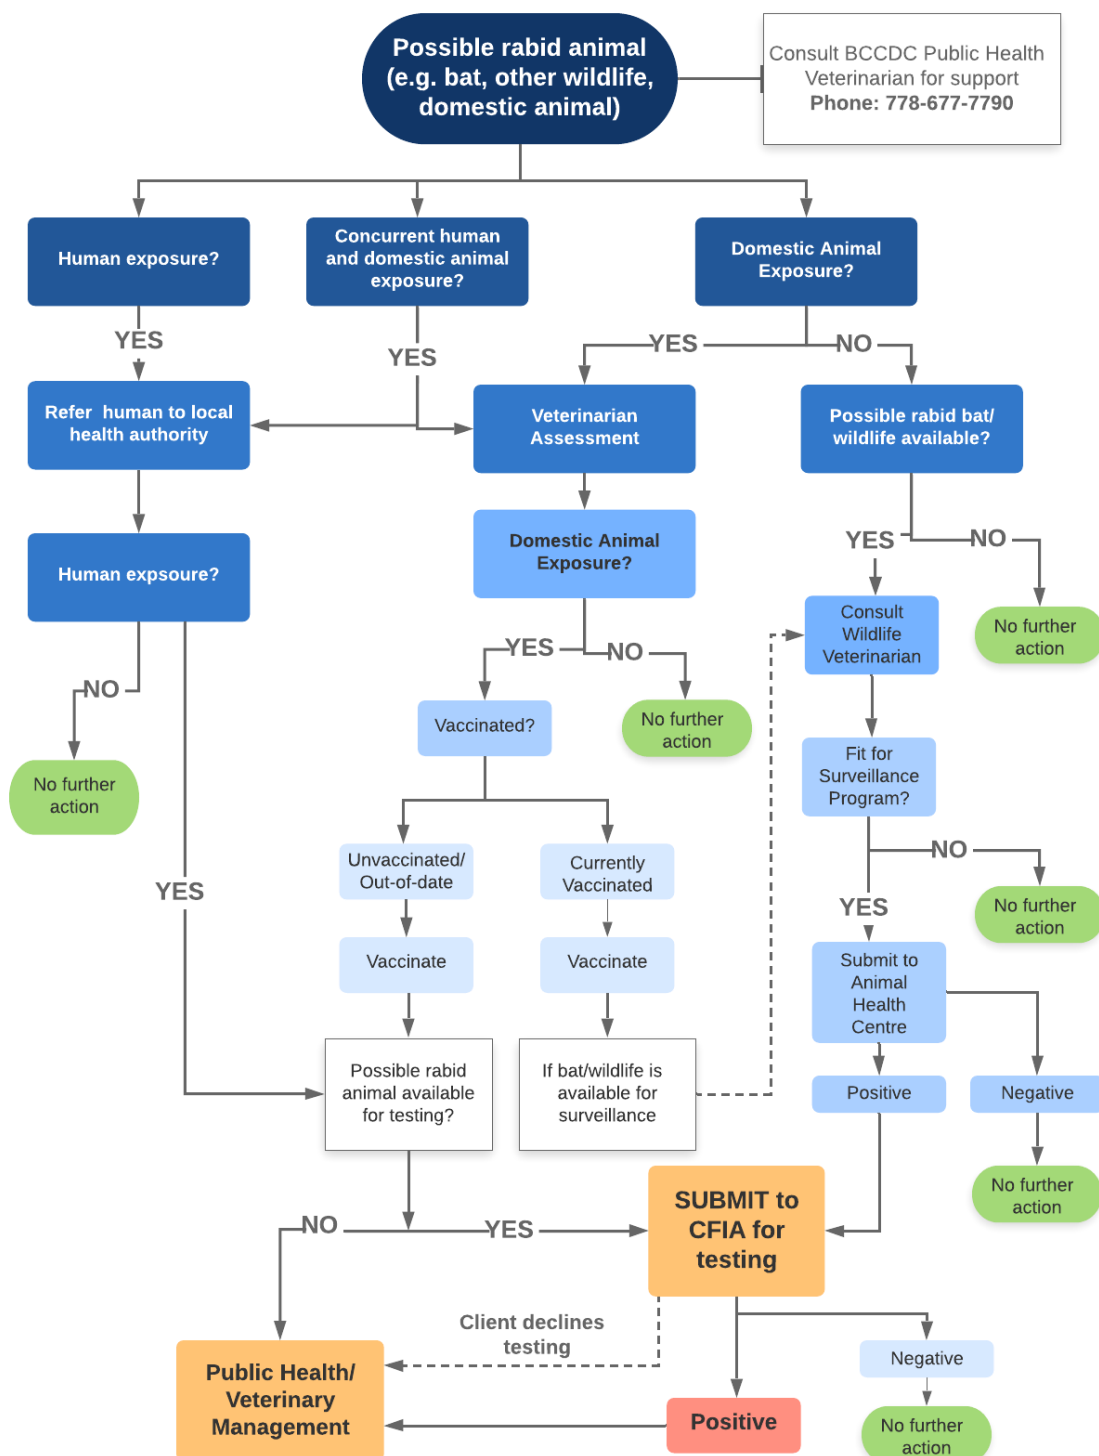 Possible rabid animal
(e.g. bat, other wildlife,
domestic animal)
Consult BCCDC Public Health
Veterinarian for support
Phone: 778-677-7790
Human exposure?
Concurrent human
and domestic animal
exposure?
Domestic Animal
Exposure?
YES
YES
YES
NO
Refer human to local
health authority
Veterinarian
Assessment
Possible rabid bat/
wildlife available?
Human expsoure?
Domestic Animal
Exposure?
YES
NO
Consult
Wildlife
Veterinarian
No further
action
NO
YES
NO
Vaccinated?
No further
action
No further
action
Fit for
Surveillance
Program?
YES
Unvaccinated/
Out-of-date
Currently
Vaccinated
NO
YES
No further
action
Vaccinate
Vaccinate
Submit to
Animal
Health
Centre
Possible rabid
animal available
for testing?
If bat/wildlife is
available for
surveillance
Positive
Negative
No further
action
NO
YES
SUBMIT to
CFIA for
testing
Client declines
testing
Negative
Public Health/
Veterinary
Management
Positive
No further
action